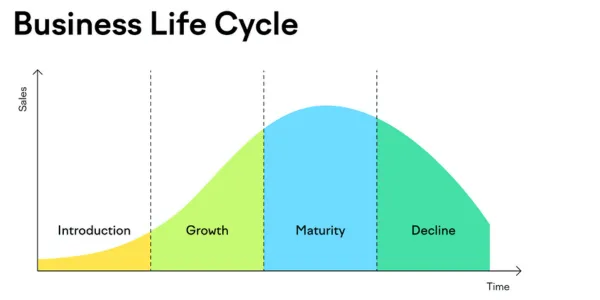 Business Life Cycle
Sales
Introduction
Growth
Maturity
Decline
Time